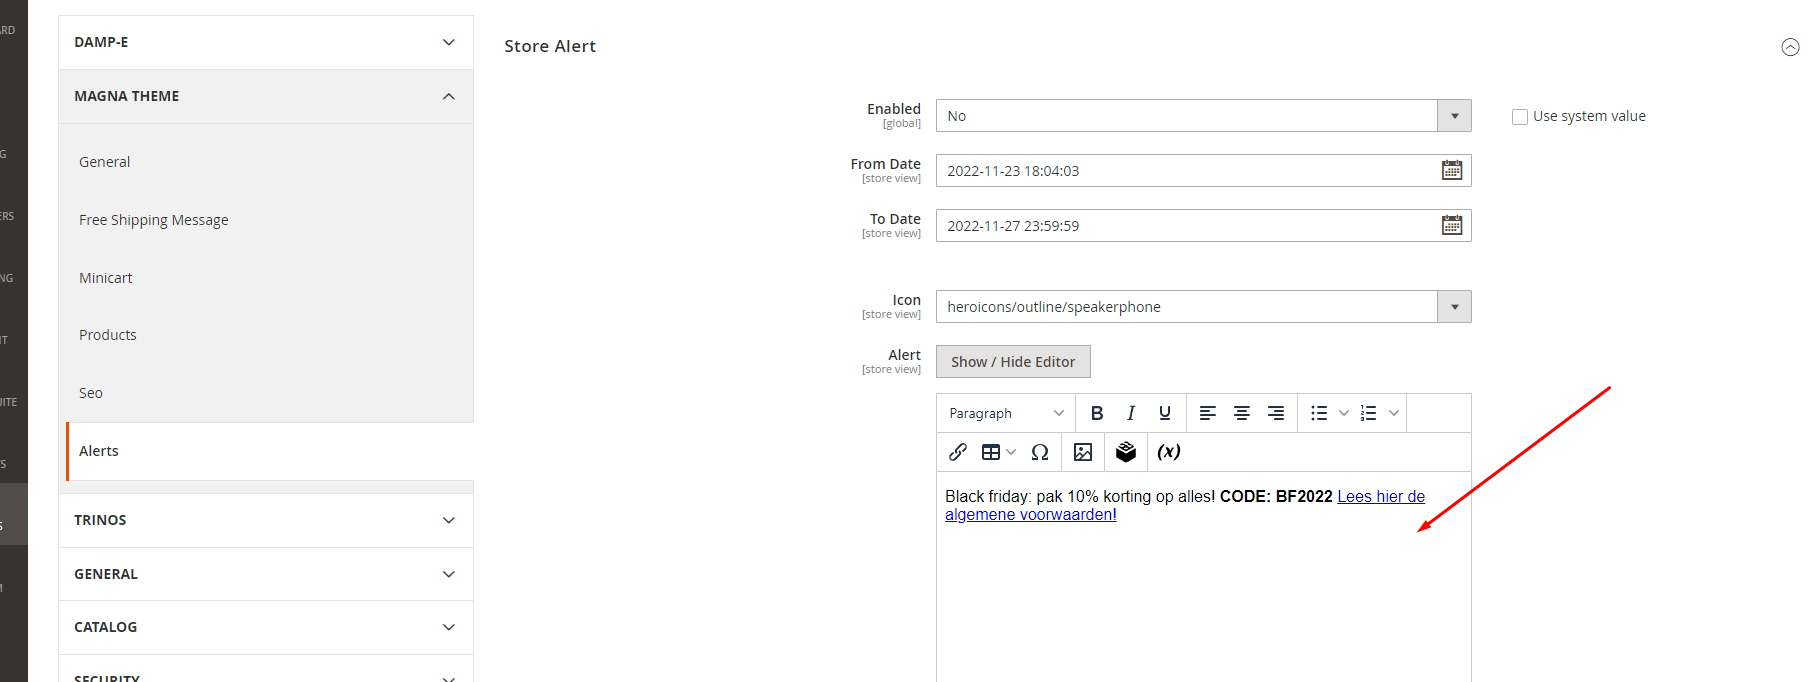 ARD
G
ERS
NG
IT
UITE
S
S
M
DAMP-E
MAGNA THEME
General
Free Shipping Message
Minicart
Products
Seo
Alerts
TRINOS
GENERAL
CATALOG
SECURITY
Store Alert
Enabled
[global]
No
Use system value
From Date
[store view]
2022-11-23 18:04:03
To Date
[store view]
2022-11-27 23:59:59
Icon
[store view]
heroicons/outline/speakerphone
Alert
[store view]
Show / Hide Editor
Paragraph B I U
Ω (x)
Black friday: pak 10% korting op alles! CODE: BF2022 Lees hier de
algemene voorwaarden!